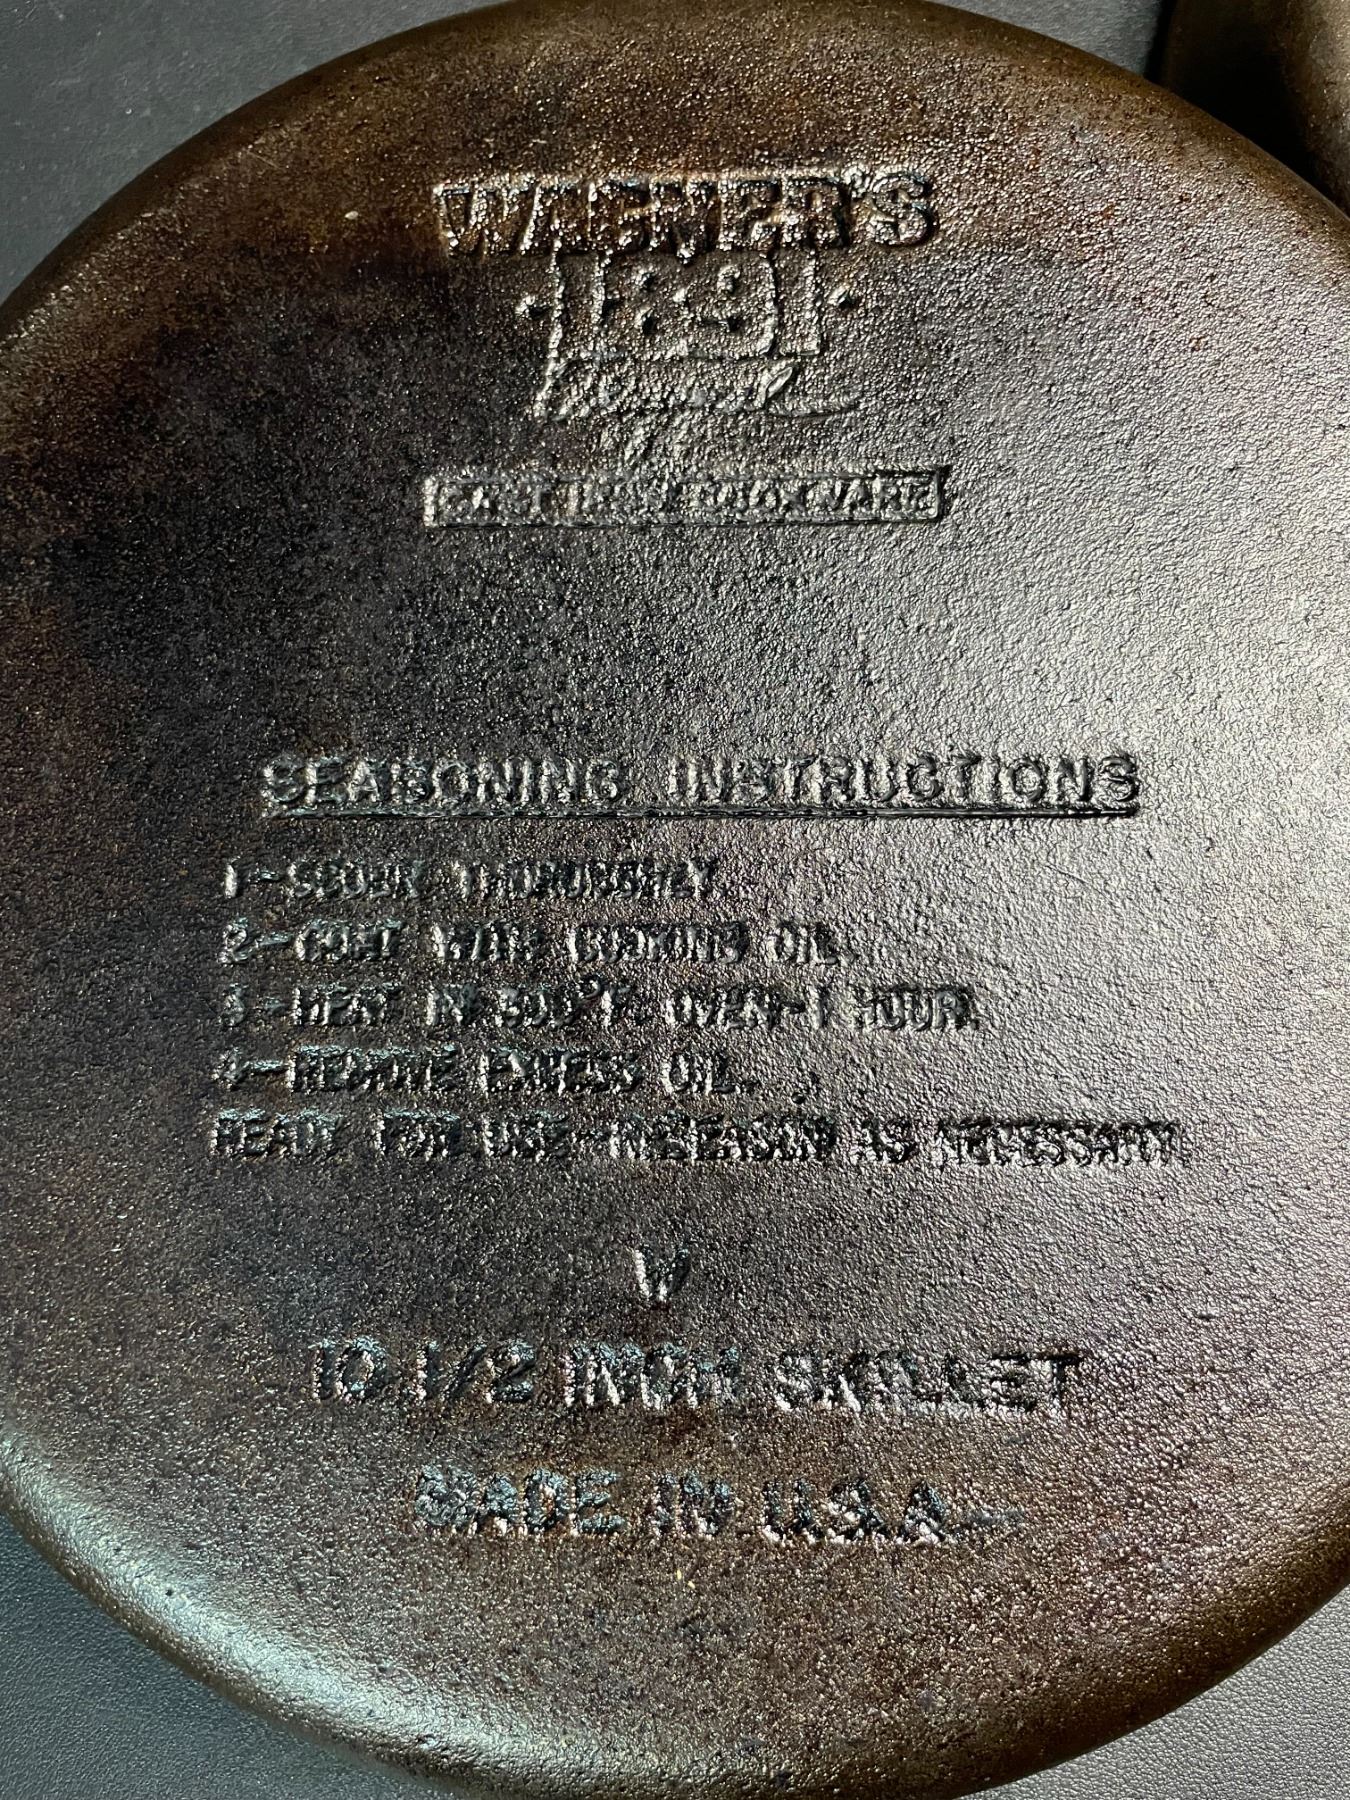 WAGNER'S
·1891·
Original
CAST IRON COOKWARE
SEASONING INSTRUCTIONS
1-SCOUR THOROUGHLY.
2-COAT WITH COOKING OIL.
3-HEAT IN 300°F. OVEN-1 HOUR.
4-REMOVE EXCESS OIL.
READY FOR USE-RESEASON AS NECESSARY.
W
10 1/2 INCH SKILLET
MADE IN U.S.A.